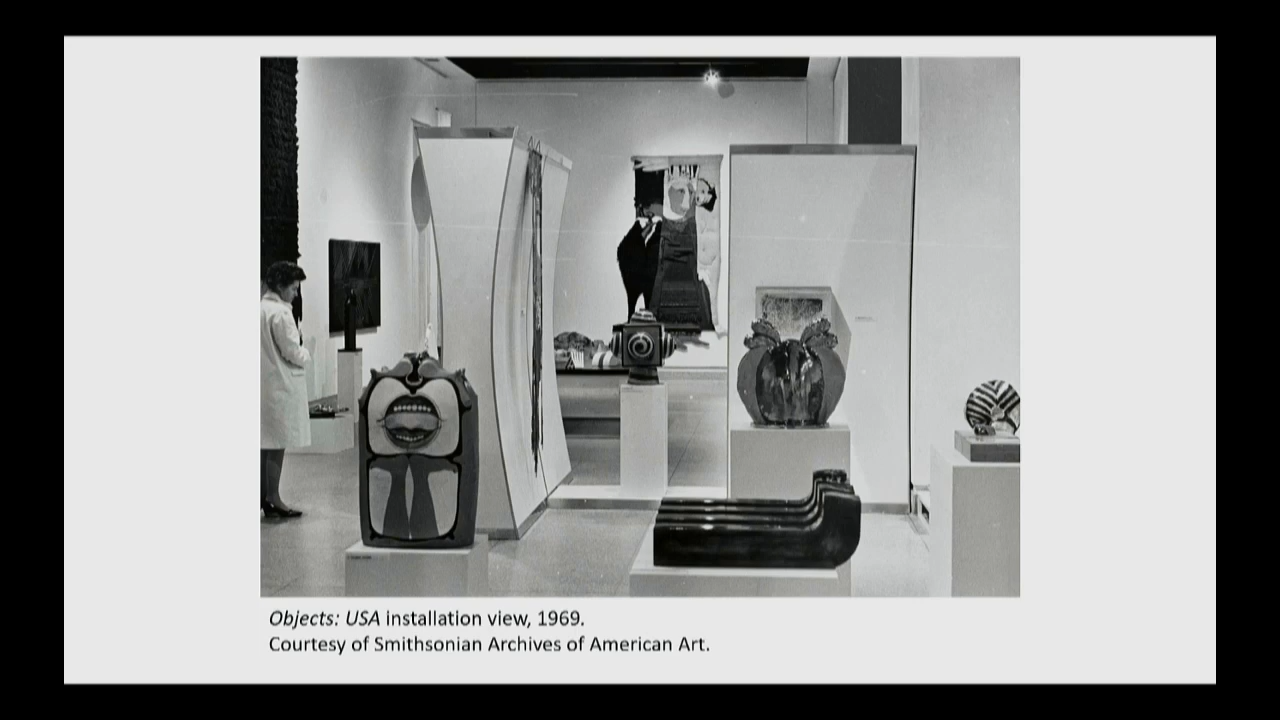 Objects: USA installation view, 1969.
Courtesy of Smithsonian Archives of American Art.